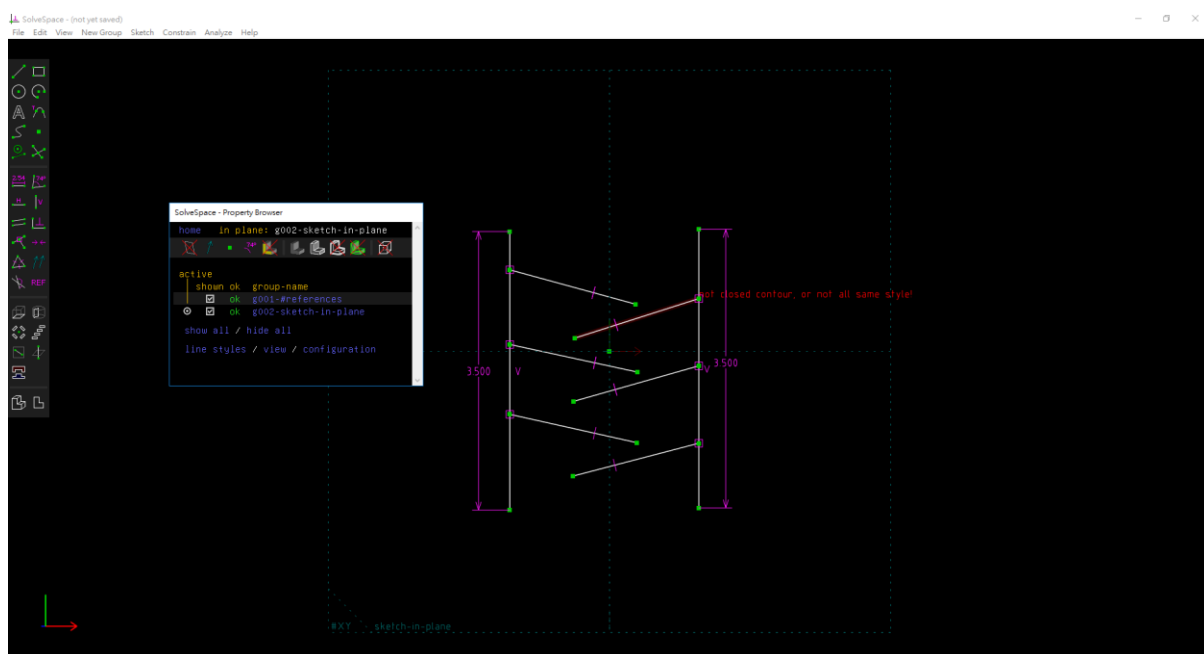 SolveSpace - (not yet saved)
File Edit View New Group Sketch Constrain Analyze Help
SolveSpace - Property Browser
home in plane: g002-sketch-in-plane
active
shown ok group-name
ok g001-#references
ok g002-sketch-in-plane
show all / hide all
line styles / view / configuration
not closed contour, or not all same style!
3.500
V
V
3.500
H
V
REF
#XY
sketch-in-plane